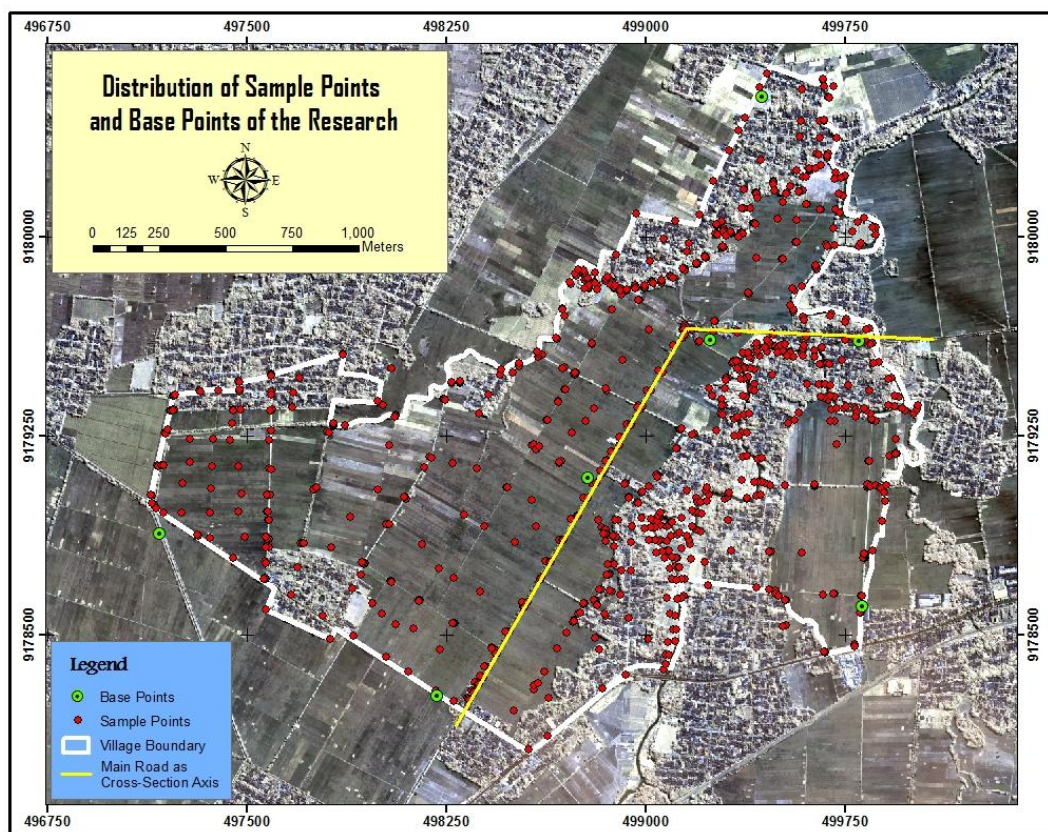 496750 497500 498250 499000 499750
Distribution of Sample Points
and Base Points of the Research
N
W E
S
0 125 250 500 750 1,000
Meters
9180000 9180000
9179250 9179250
9178500 9178500
Legend
Base Points
Sample Points
Village Boundary
Main Road as
Cross-Section Axis
496750 497500 498250 499000 499750